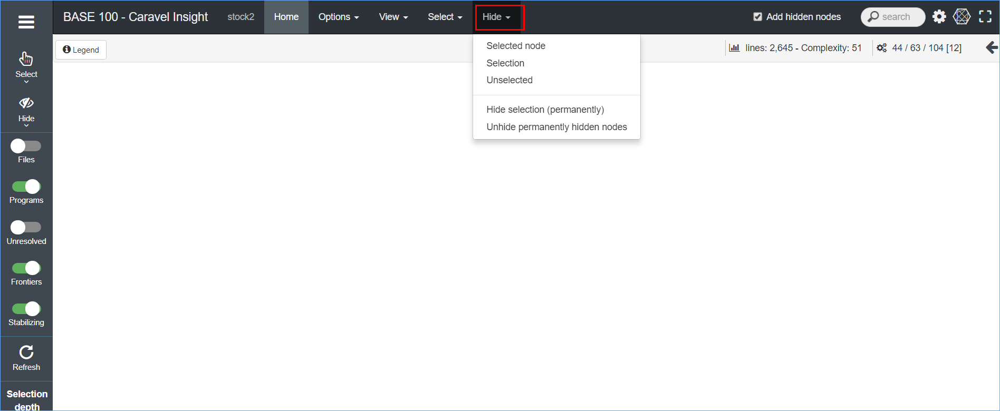 BASE 100 - Caravel Insight
stock2
Home
Options
View
Select
Hide
Add hidden nodes
search
Legend
lines: 2,645 - Complexity: 51
44 / 63 / 104 [12]
Selected node
Selection
Unselected
Hide selection (permanently)
Unhide permanently hidden nodes
Select
Hide
Files
Programs
Unresolved
Frontiers
Stabilizing
Refresh
Selection
depth